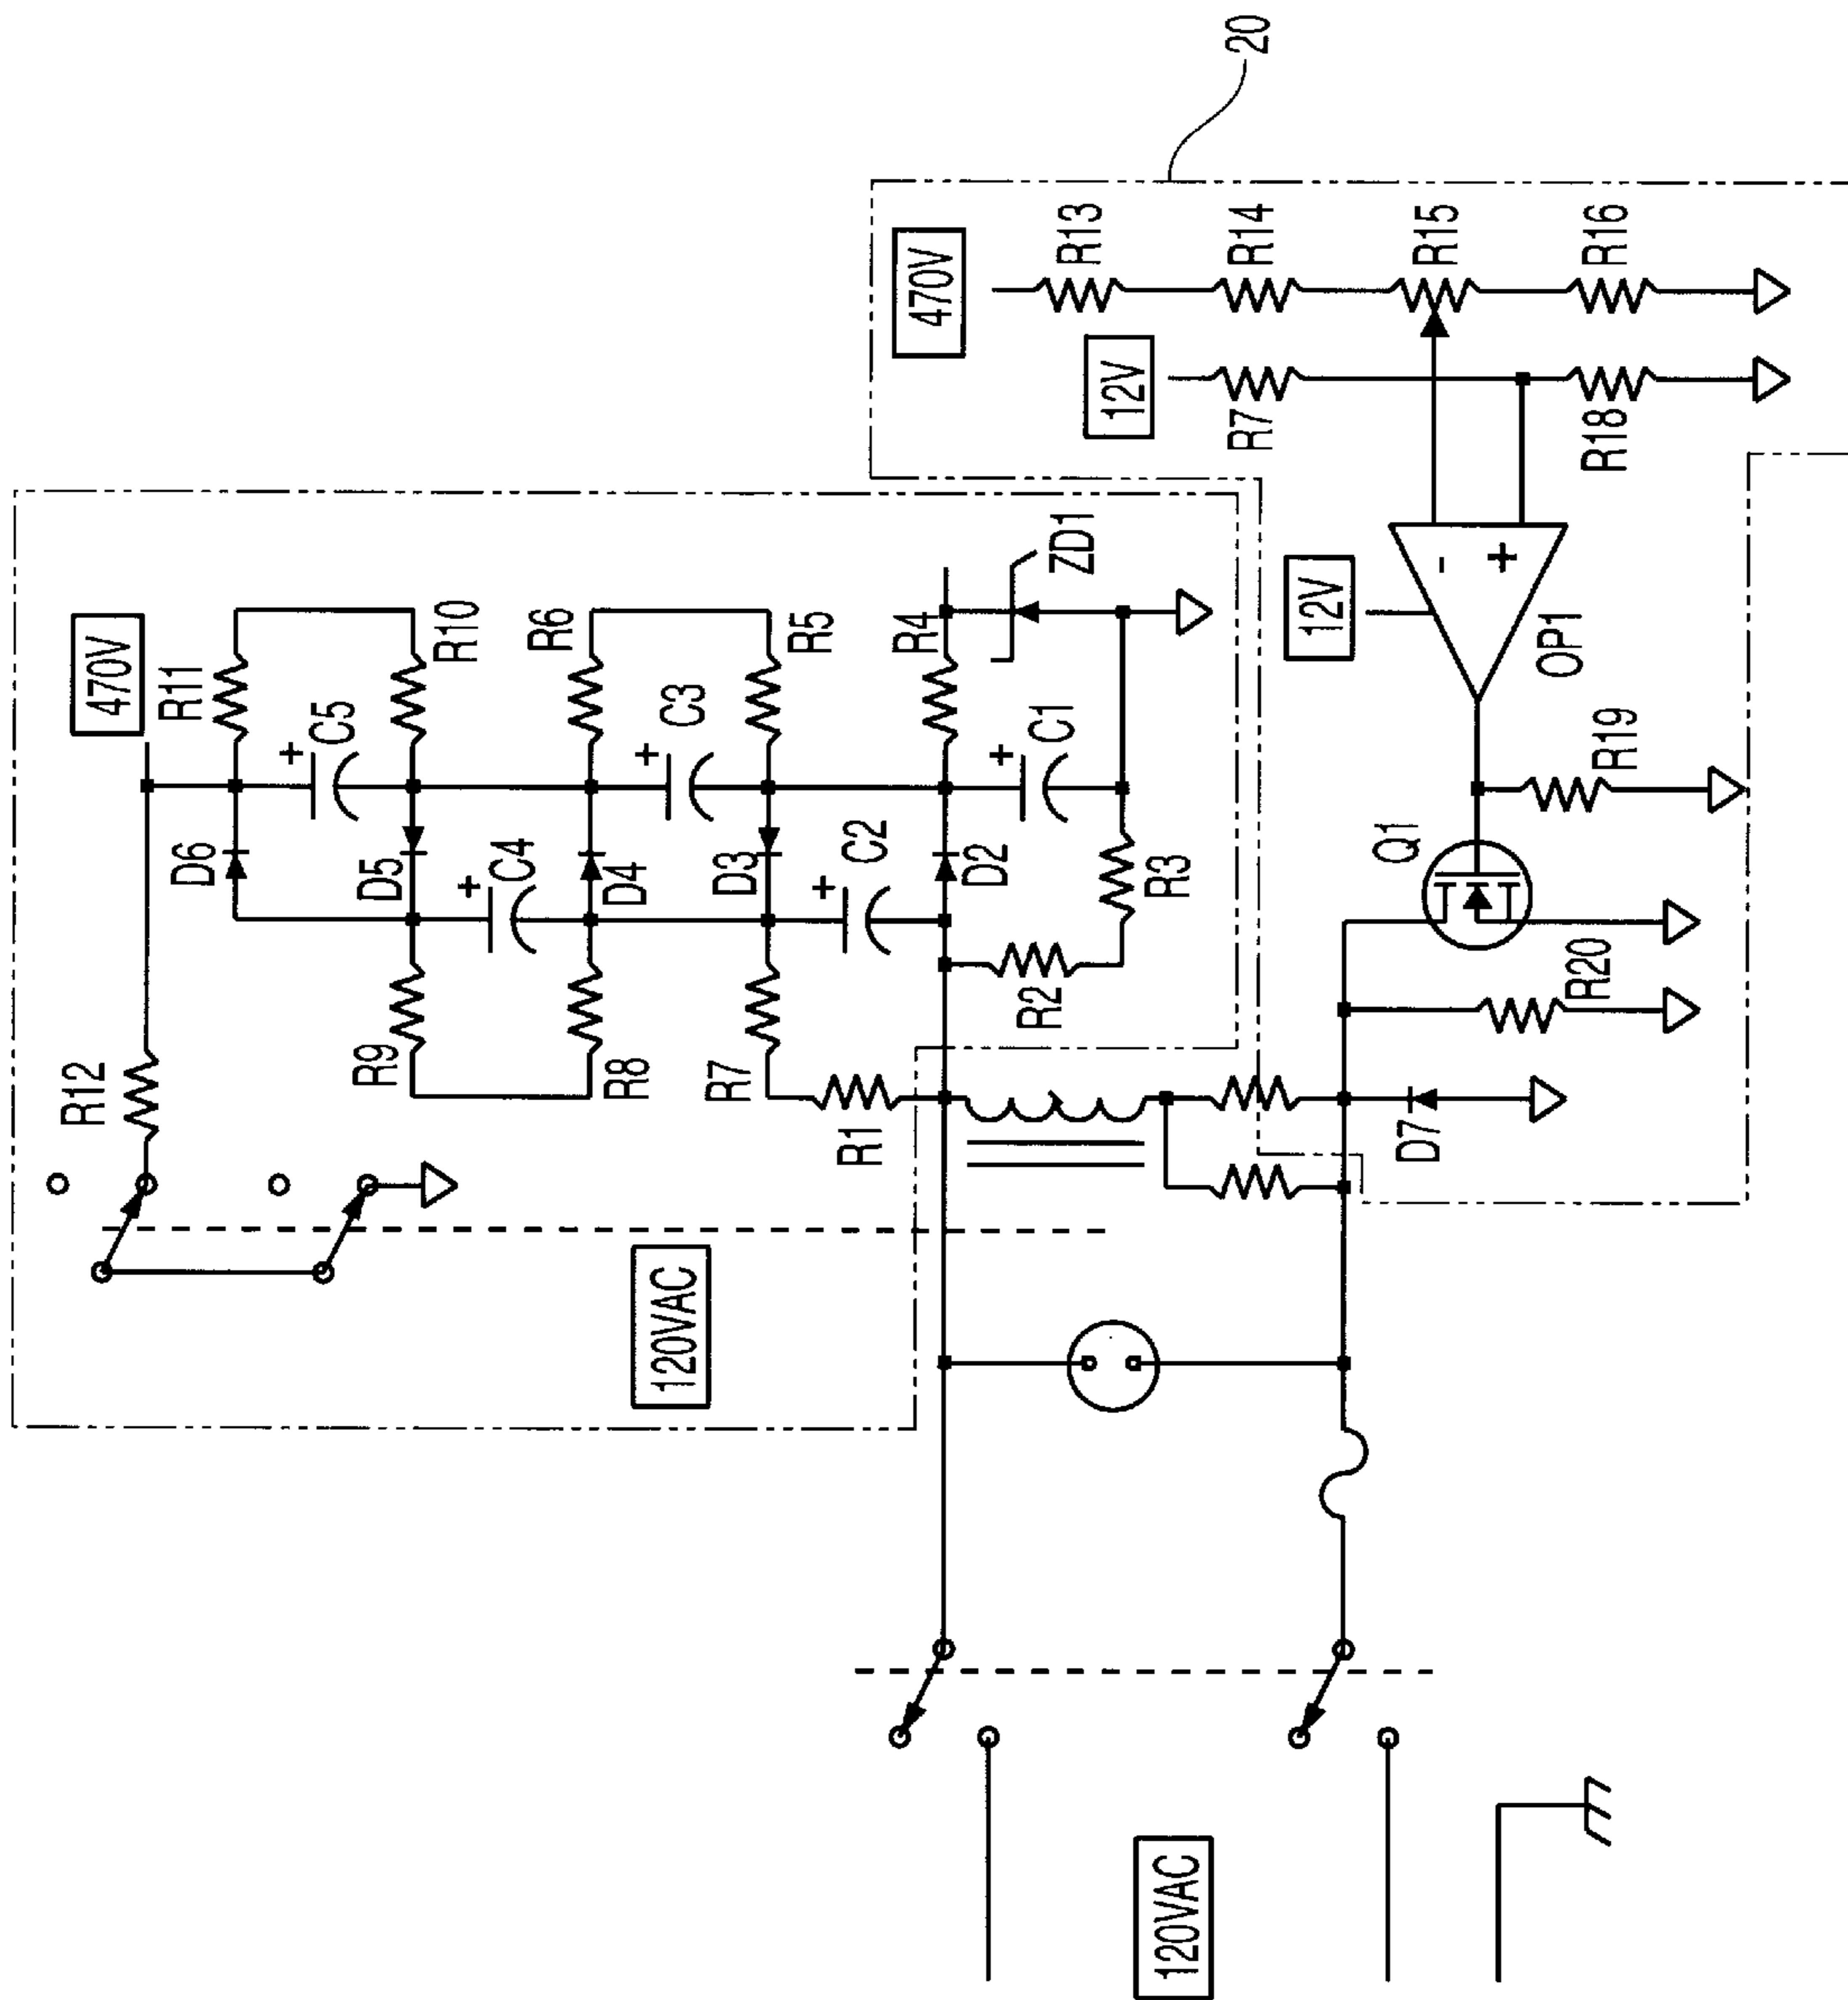 470V
R12
R11
D6
+
C5
R9
D5
R10
+
C4
R8
D4
R6
+
C3
120VAC
R7
D3
R5
+
C2
R1
R4
D2
+
C1
ZD1
R2
R3
20
470V
R13
12V
R7
R14
R15
R18
R16
12V
-
+
OP1
Q1
R19
R20
D7
120VAC